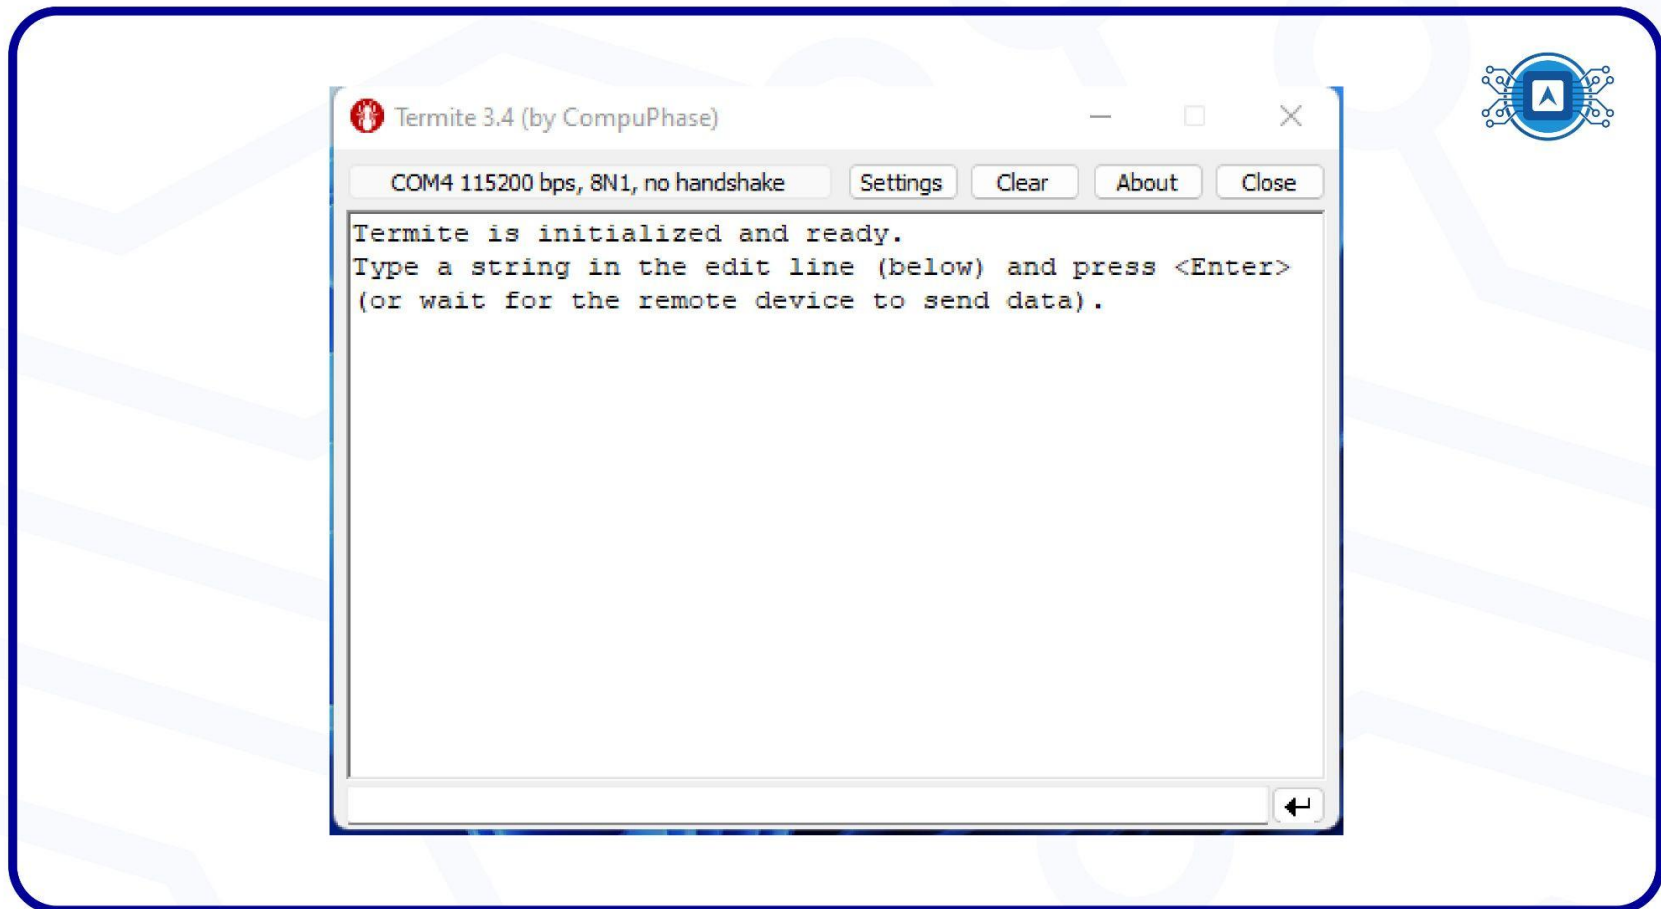 Termite 3.4 (by CompuPhase)
COM4 115200 bps, 8N1, no handshake Settings Clear About Close
Termite is initialized and ready.
Type a string in the edit line (below) and press <Enter>
(or wait for the remote device to send data).